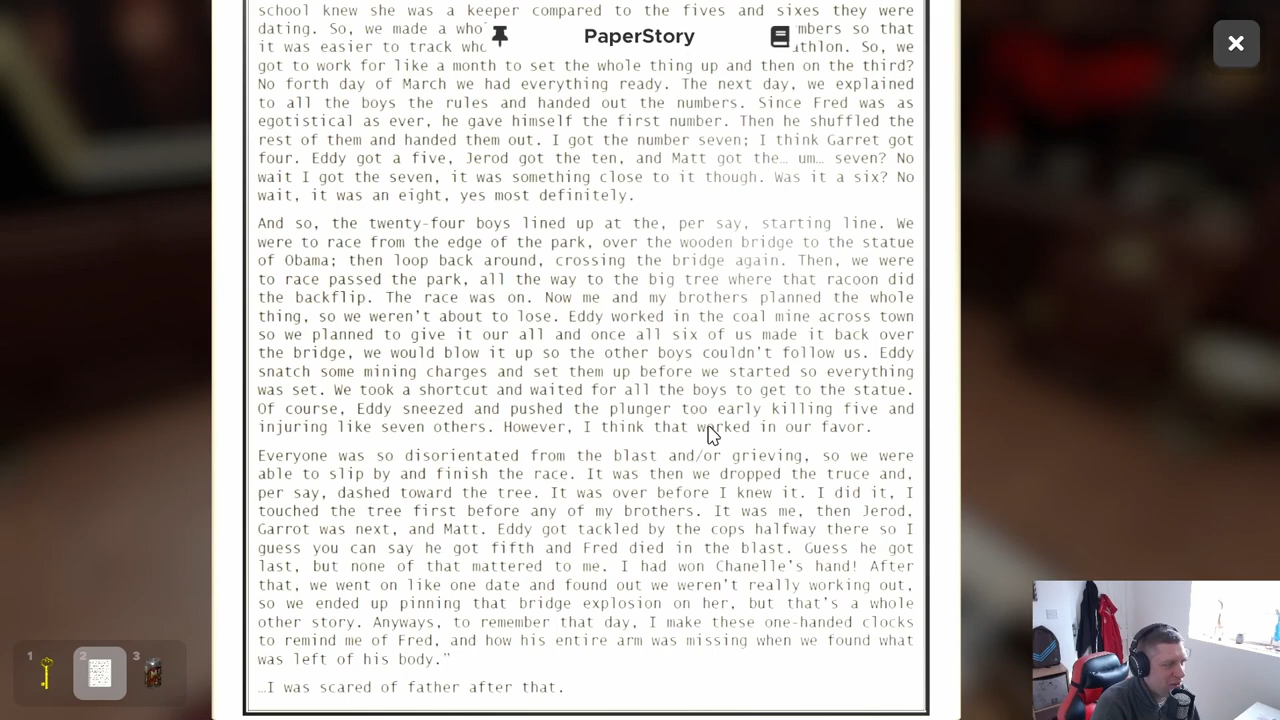 school knew she was a keeper compared to the fives and sixes they were
dating. So, we made a who mbers so that
it was easier to track who athlon. So, we
PaperStory
got to work for like a month to set the whole thing up and then on the third?
No forth day of March we had everything ready. The next day, we explained
to all the boys the rules and handed out the numbers. Since Fred was as
egotistical as ever, he gave himself the first number. Then he shuffled the
rest of them and handed them out. I got the number seven; I think Garret got
four. Eddy got a five, Jerod got the ten, and Matt got the… um… seven? No
wait I got the seven, it was something close to it though. Was it a six? No
wait, it was an eight, yes most definitely.
And so, the twenty-four boys lined up at the, per say, starting line. We
were to race from the edge of the park, over the wooden bridge to the statue
of Obama; then loop back around, crossing the bridge again. Then, we were
to race passed the park, all the way to the big tree where that racoon did
the backflip. The race was on. Now me and my brothers planned the whole
thing, so we weren't about to lose. Eddy worked in the coal mine across town
so we planned to give it our all and once all six of us made it back over
the bridge, we would blow it up so the other boys couldn't follow us. Eddy
snatch some mining charges and set them up before we started so everything
was set. We took a shortcut and waited for all the boys to get to the statue.
Of course, Eddy sneezed and pushed the plunger too early killing five and
injuring like seven others. However, I think that worked in our favor.
Everyone was so disorientated from the blast and/or grieving, so we were
able to slip by and finish the race. It was then we dropped the truce and,
per say, dashed toward the tree. It was over before I knew it. I did it, I
touched the tree first before any of my brothers. It was me, then Jerod,
Garrot was next, and Matt. Eddy got tackled by the cops halfway there so I
guess you can say he got fifth and Fred died in the blast. Guess he got
last, but none of that mattered to me. I had won Chanelle's hand! After
that, we went on like one date and found out we weren't really working out,
so we ended up pinning that bridge explosion on her, but that's a whole
other story. Anyways, to remember that day, I make these one-handed clocks
to remind me of Fred, and how his entire arm was missing when we found what
was left of his body."
…I was scared of father after that.
1 2 3